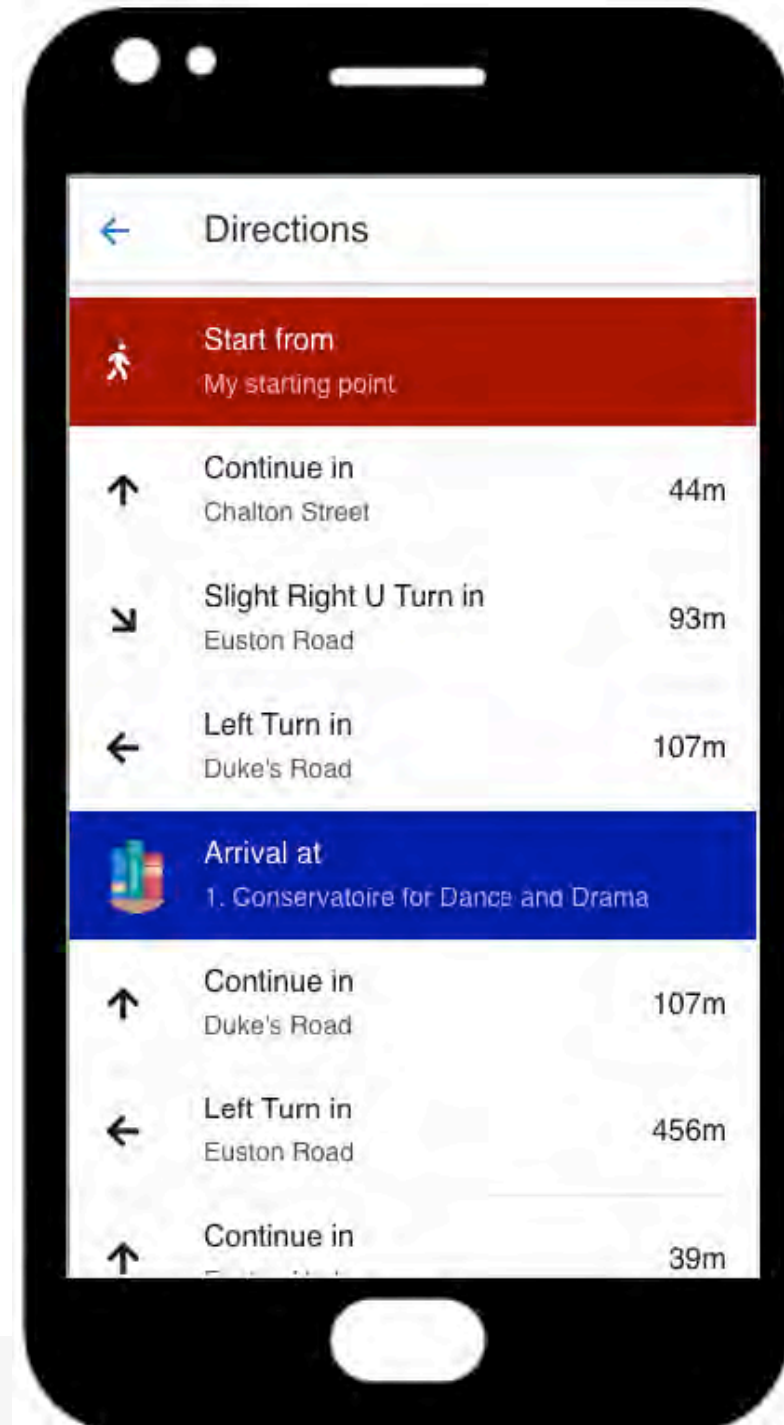 Directions
Start from
My starting point
Continue in
44m
Chalton Street
Slight Right U Turn in
93m
Euston Road
Left Turn in
107m
Duke's Road
Arrival at
1. Conservatoire for Dance and Drama
Continue in
107m
Duke's Road
Left Turn in
456m
Euston Road
Continue in
39m